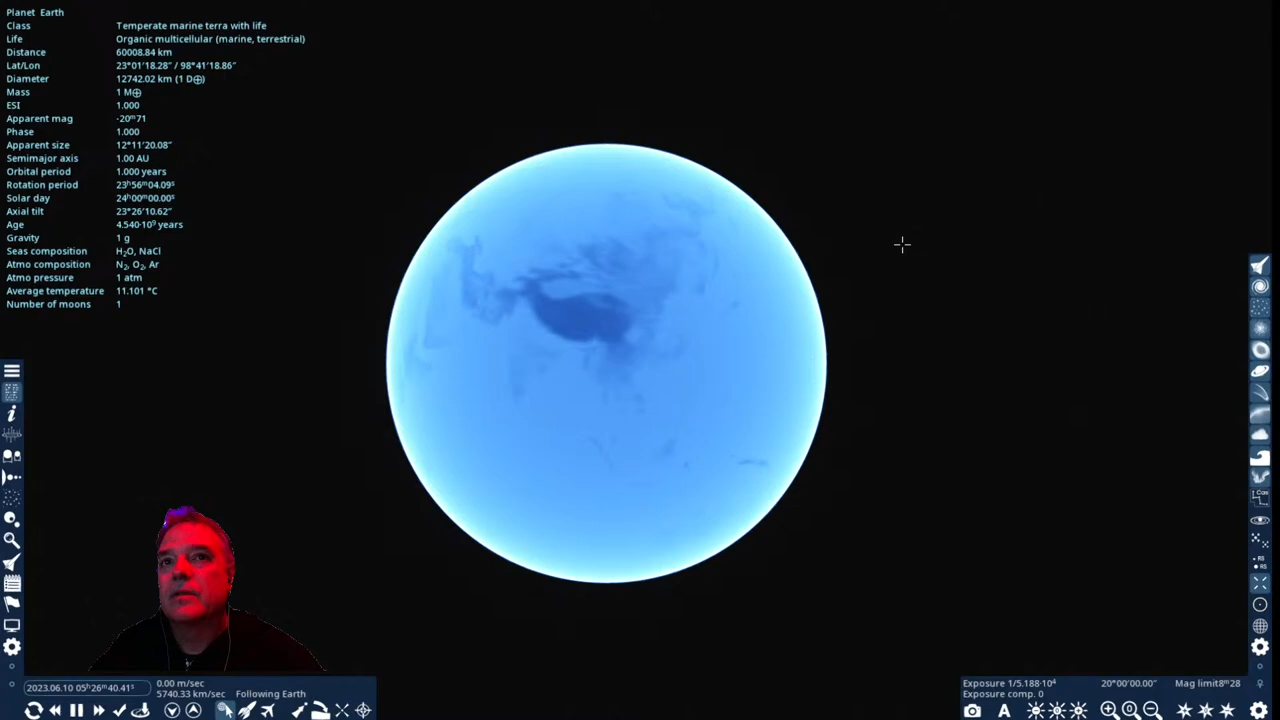 Planet Earth
Class Temperate marine terra with life
Life Organic multicellular (marine, terrestrial)
Distance 60008.84 km
Lat/Lon 23°01'18.28" / 98°41'18.86"
Diameter 12742.02 km (1 D⊕)
Mass 1 M⊕
ESI 1.000
Apparent mag -20ᵐ71
Phase 1.000
Apparent size 12°11'20.08"
Semimajor axis 1.00 AU
Orbital period 1.000 years
Rotation period 23ʰ56ᵐ04.09ˢ
Solar day 24ʰ00ᵐ00.00ˢ
Axial tilt 23°26'10.62"
Age 4.540·10⁹ years
Gravity 1 g
Seas composition H₂O, NaCl
Atmo composition N₂, O₂, Ar
Atmo pressure 1 atm
Average temperature 11.101 °C
Number of moons 1
Cas
RS
RS
2023.06.10 05ʰ26ᵐ40.41ˢ
0.00 m/sec
5740.33 km/sec Following Earth
Exposure 1/5.188·10⁴ 20°00'00.00" Mag limit 8ᵐ28
Exposure comp. 0
A